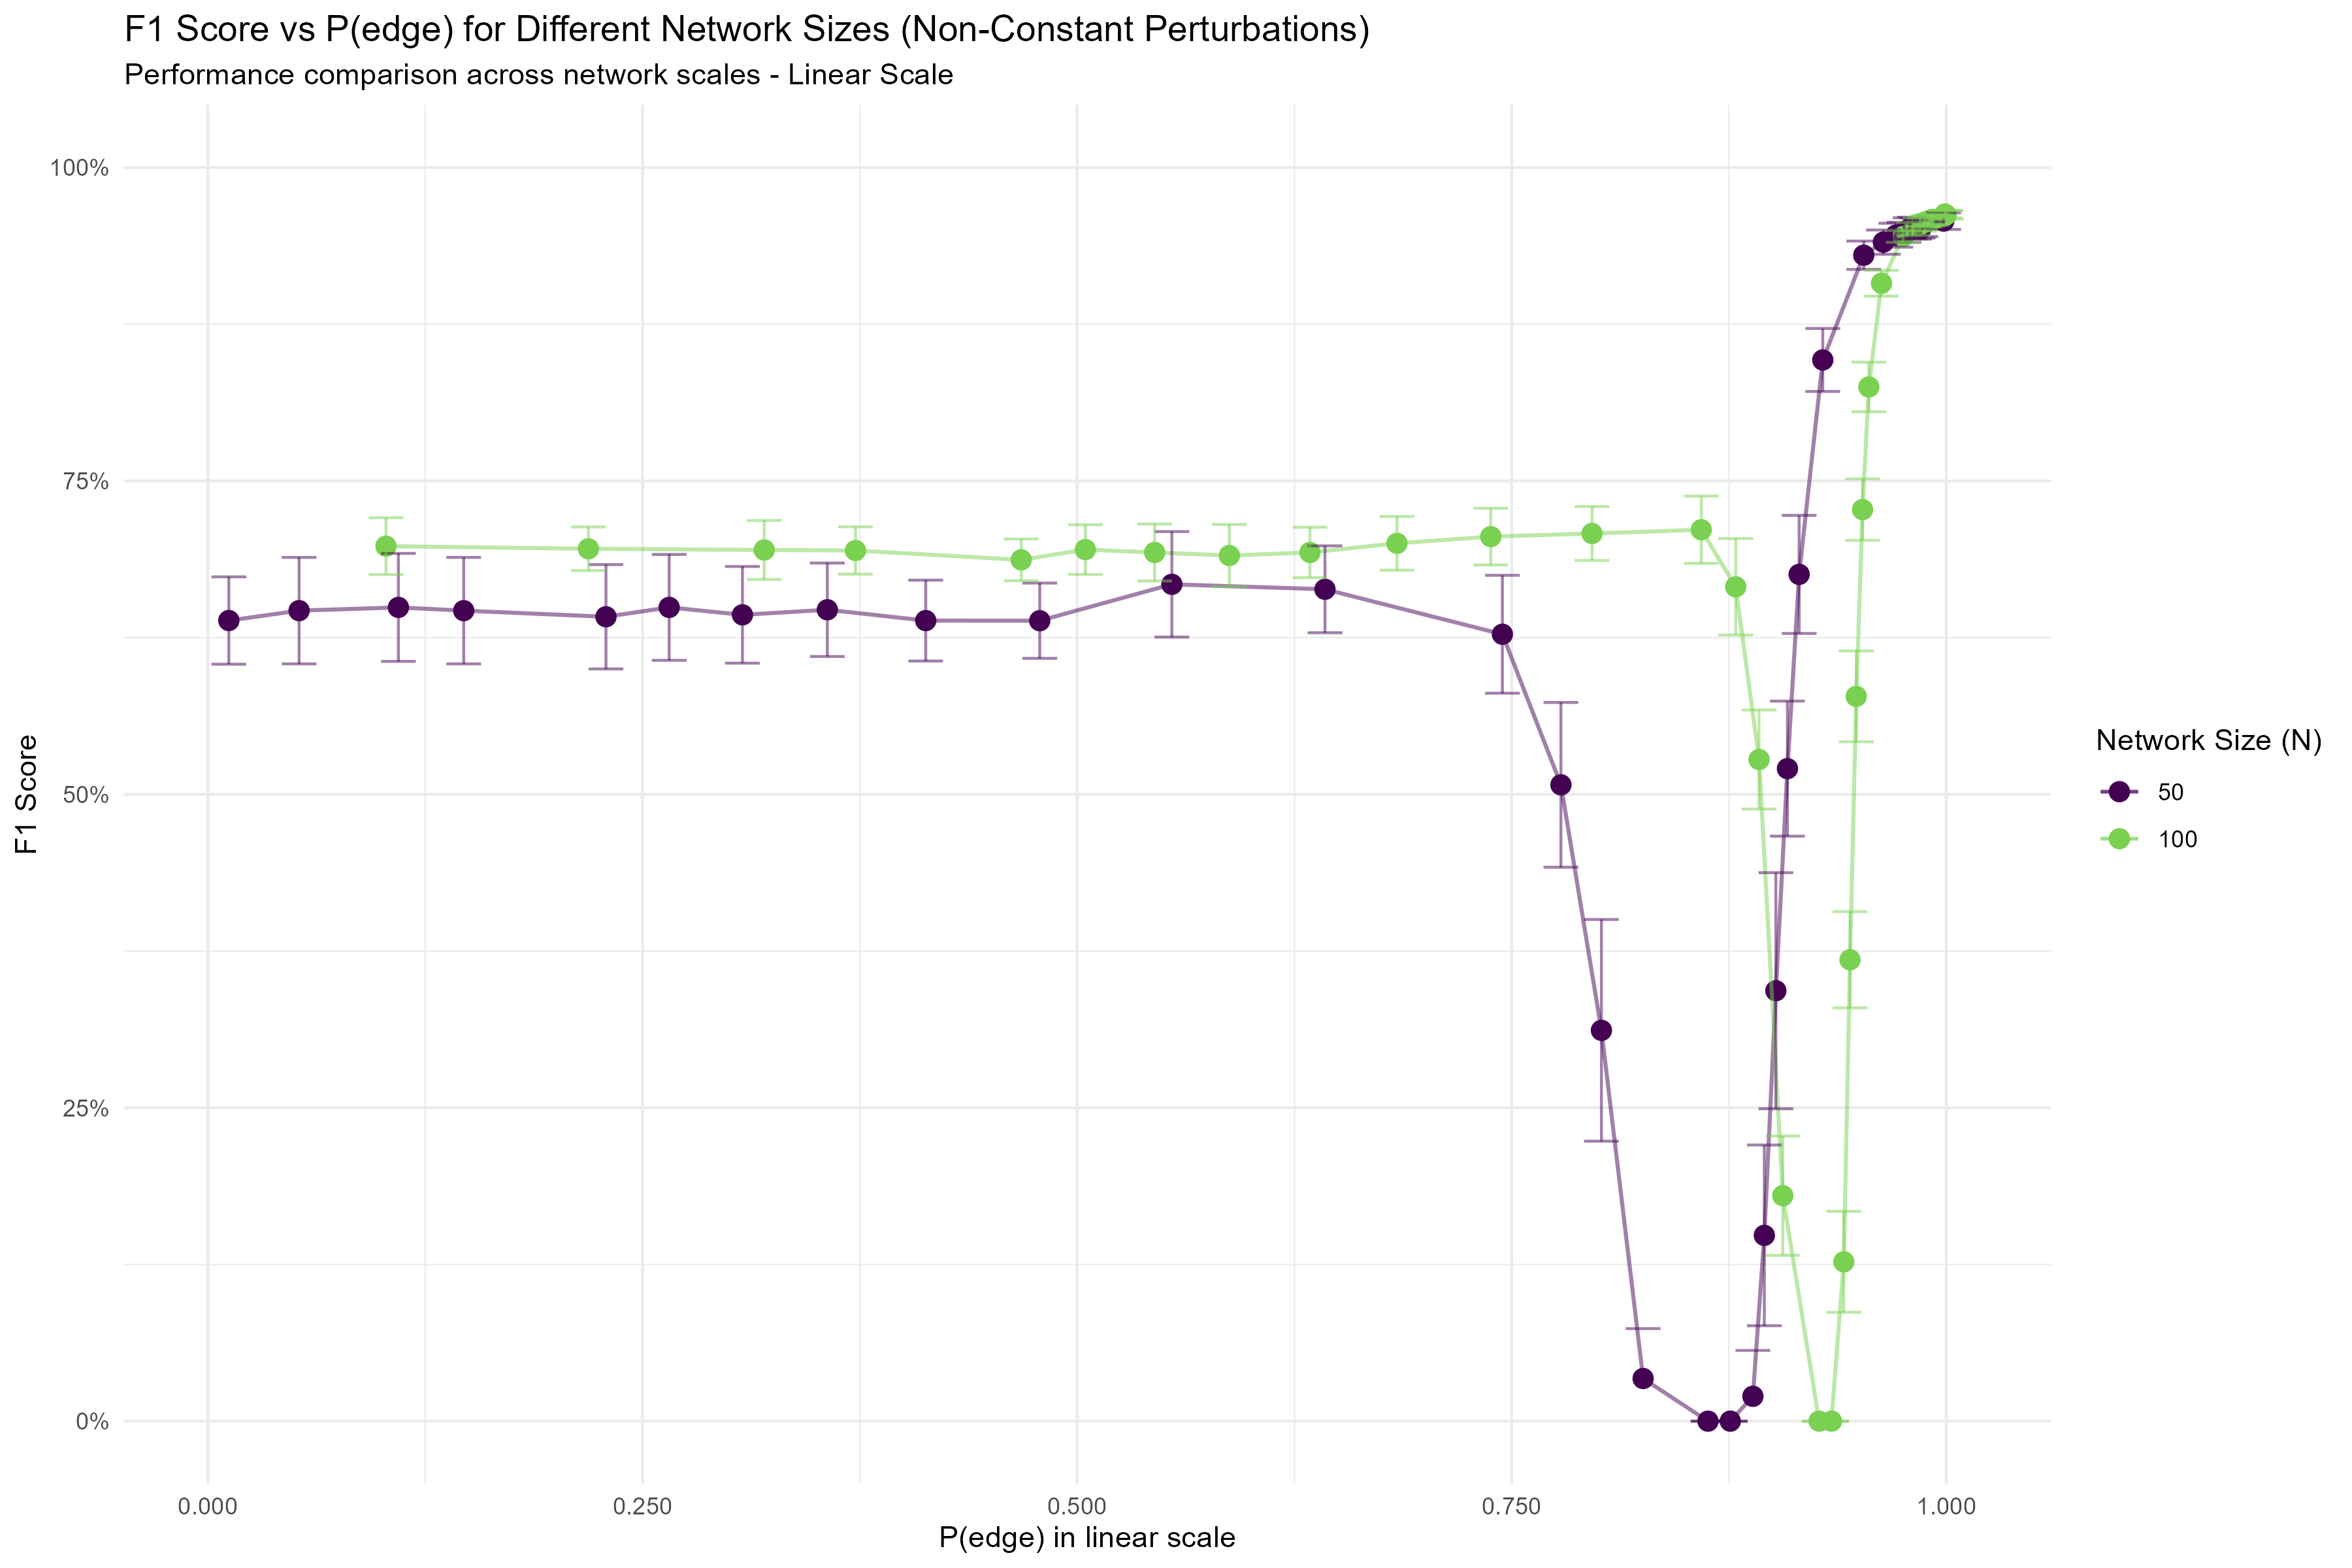 F1 Score vs P(edge) for Different Network Sizes (Non-Constant Perturbations)
Performance comparison across network scales - Linear Scale
100%
75%
50%
25%
0%
F1 Score
0.000
0.250
0.500
0.750
1.000
P(edge) in linear scale
Network Size (N)
50
100